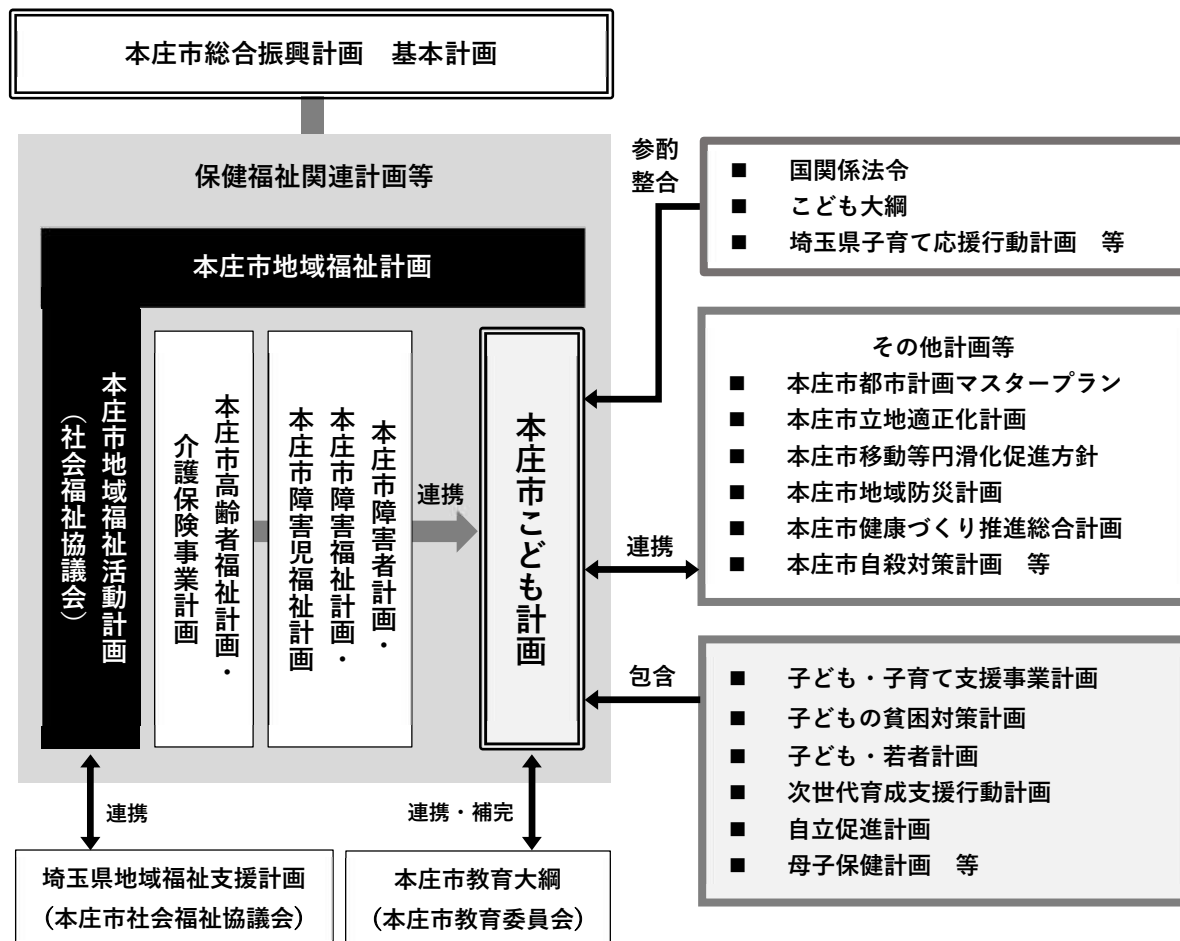 本庄市総合振興計画　基本計画
保健福祉関連計画等
本庄市地域福祉計画
本庄市地域福祉活動計画
（社会福祉協議会）
本庄市高齢者福祉計画・
介護保険事業計画
本庄市障害者計画・
本庄市障害福祉計画・
本庄市障害児福祉計画
連携
本庄市こども計画
参酌
整合
■ 国関係法令
■ こども大綱
■ 埼玉県子育て応援行動計画　等
連携
その他計画等
■ 本庄市都市計画マスタープラン
■ 本庄市立地適正化計画
■ 本庄市移動等円滑化促進方針
■ 本庄市地域防災計画
■ 本庄市健康づくり推進総合計画
■ 本庄市自殺対策計画　等
包含
■ 子ども・子育て支援事業計画
■ 子どもの貧困対策計画
■ 子ども・若者計画
■ 次世代育成支援行動計画
■ 自立促進計画
■ 母子保健計画　等
連携
埼玉県地域福祉支援計画
（本庄市社会福祉協議会）
連携・補完
本庄市教育大綱
（本庄市教育委員会）